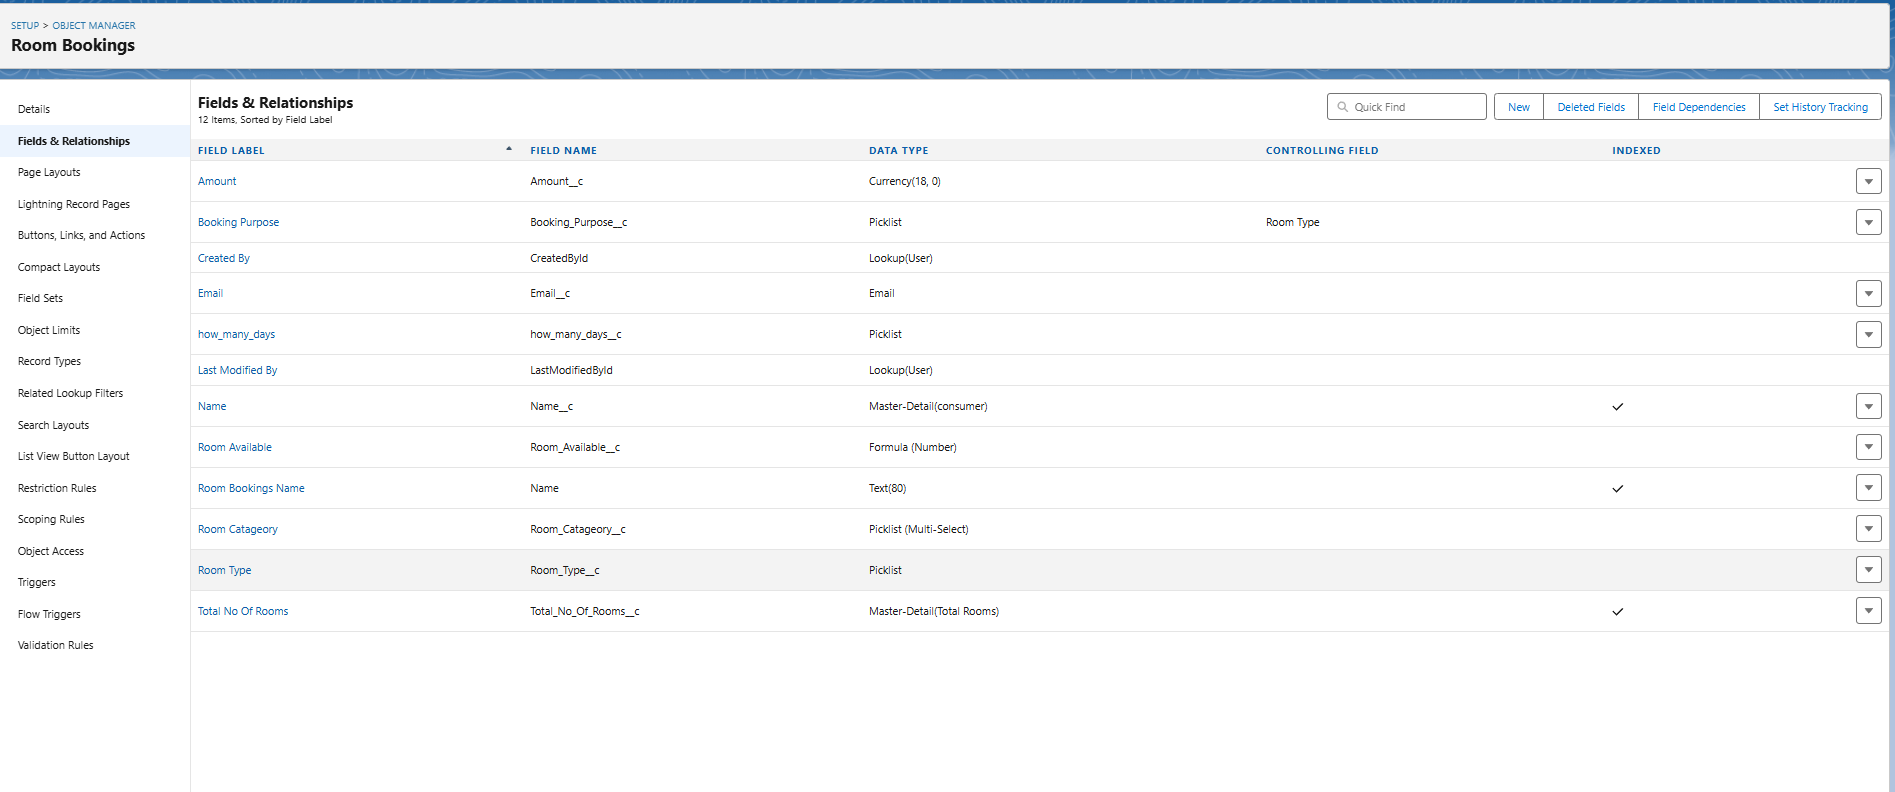 SETUP > OBJECT MANAGER
Room Bookings
Details
Fields & Relationships
Page Layouts
Lightning Record Pages
Buttons, Links, and Actions
Compact Layouts
Field Sets
Object Limits
Record Types
Related Lookup Filters
Search Layouts
List View Button Layout
Restriction Rules
Scoping Rules
Object Access
Triggers
Flow Triggers
Validation Rules
Fields & Relationships
12 Items, Sorted by Field Label
Quick Find
New Deleted Fields Field Dependencies Set History Tracking
FIELD LABEL FIELD NAME DATA TYPE CONTROLLING FIELD INDEXED
Amount Amount__c Currency(18, 0)
Booking Purpose Booking_Purpose__c Picklist Room Type
Created By CreatedById Lookup(User)
Email Email__c Email
how_many_days how_many_days__c Picklist
Last Modified By LastModifiedById Lookup(User)
Name Name__c Master-Detail(consumer)
Room Available Room_Available__c Formula (Number)
Room Bookings Name Name Text(80)
Room Catageory Room_Catageory__c Picklist (Multi-Select)
Room Type Room_Type__c Picklist
Total No Of Rooms Total_No_Of_Rooms__c Master-Detail(Total Rooms)